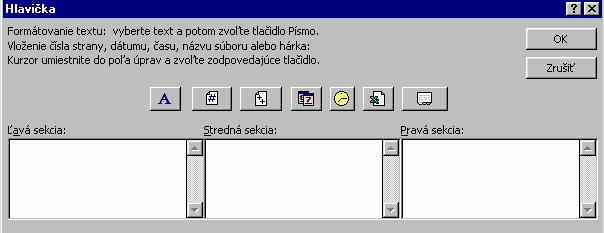 Hlavička
Formátovanie textu:  vyberte text a potom zvoľte tlačidlo Písmo.
Vloženie čísla strany, dátumu, času, názvu súboru alebo hárka:
Kurzor umiestnite do poľa úprav a zvoľte zodpovedajúce tlačidlo.
OK
Zrušiť
A
#
Ľavá sekcia:
Stredná sekcia:
Pravá sekcia: